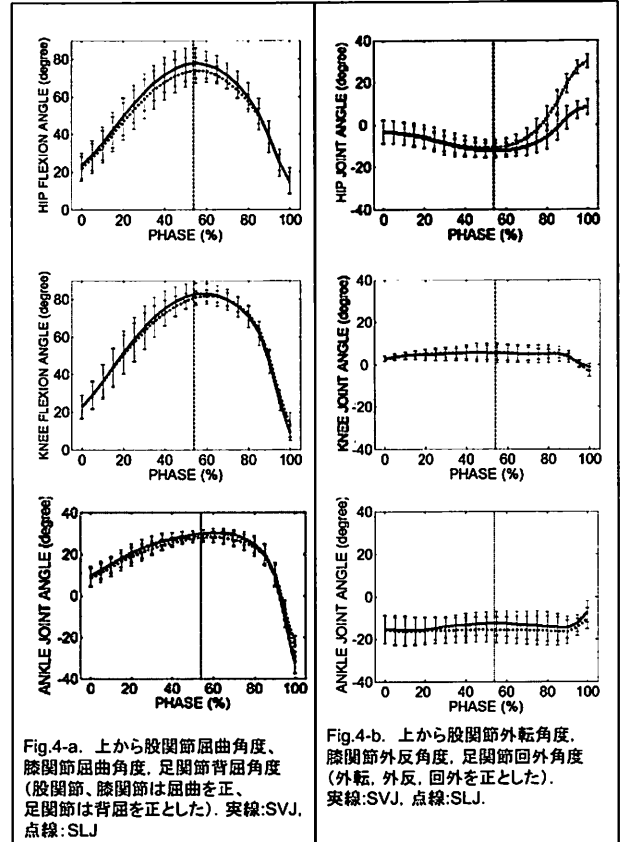 HIP FLEXION ANGLE (degree)
80
60
40
20
0
0 20 40 60 80 100
PHASE (%)
KNEE FLEXION ANGLE (degree)
80
60
40
20
0
0 20 40 60 80 100
PHASE (%)
ANKLE JOINT ANGLE (degree)
40
20
0
-20
-40
0 20 40 60 80 100
PHASE (%)
Fig.4-a. 上から股関節屈曲角度、
膝関節屈曲角度, 足関節背屈角度
(股関節、膝関節は屈曲を正、
足関節は背屈を正とした). 実線:SVJ,
点線:SLJ
HIP JOINT ANGLE (degree)
40
20
0
-20
-40
0 20 40 60 80 100
PHASE (%)
KNEE JOINT ANGLE (degree)
40
20
0
-20
-40
0 20 40 60 80 100
PHASE (%)
ANKLE JOINT ANGLE (degree)
40
20
0
-20
-40
0 20 40 60 80 100
PHASE (%)
Fig.4-b. 上から股関節外転角度,
膝関節外反角度, 足関節回外角度
(外転, 外反, 回外を正とした).
実線:SVJ, 点線:SLJ.